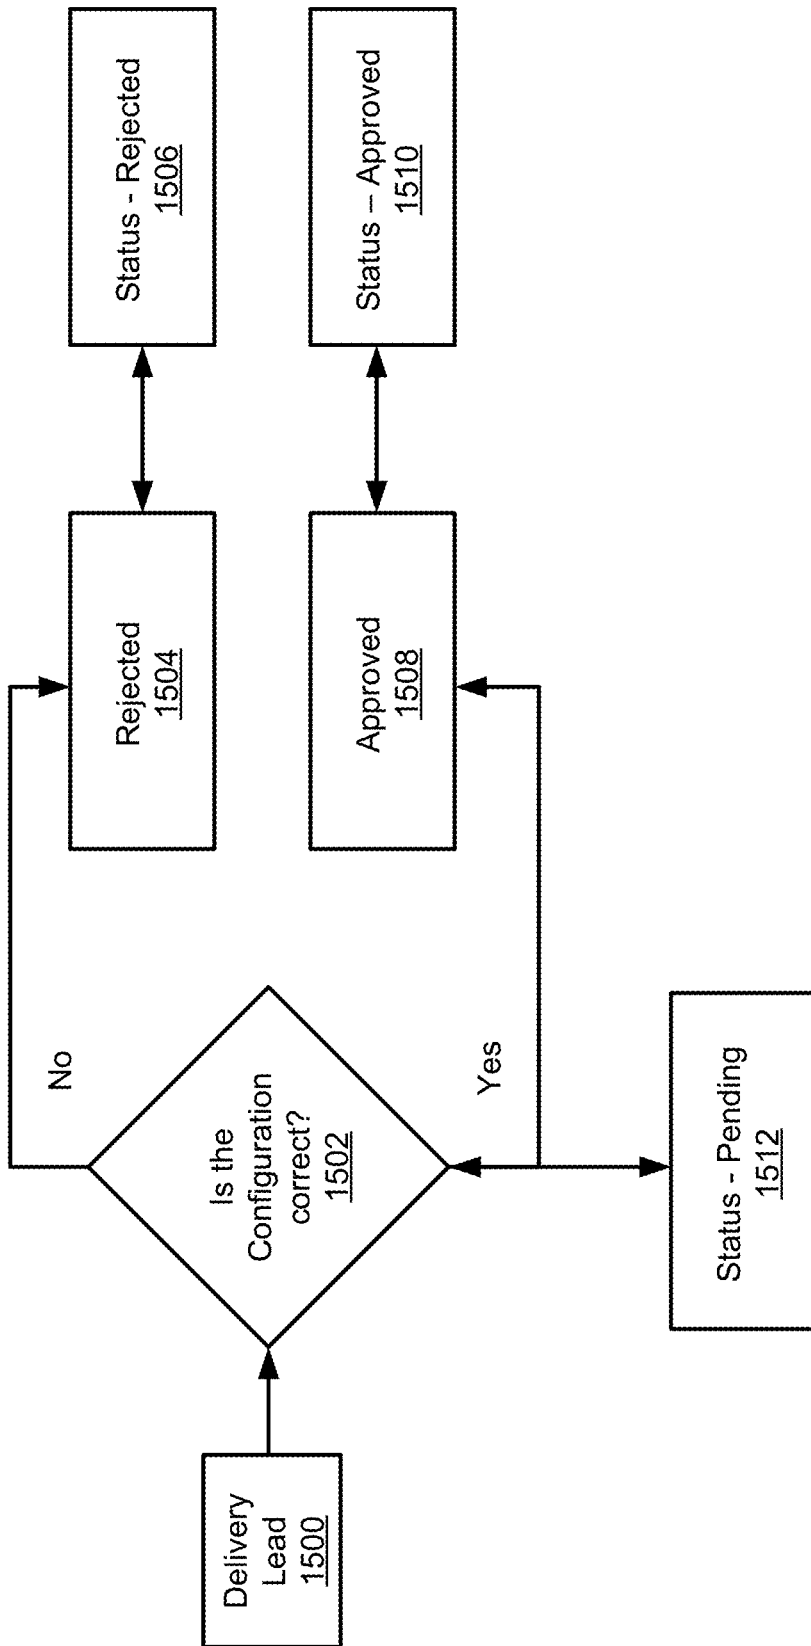 Delivery
Lead
1500
Is the
Configuration
correct?
1502
No
Yes
Rejected
1504
Status - Rejected
1506
Approved
1508
Status – Approved
1510
Status - Pending
1512